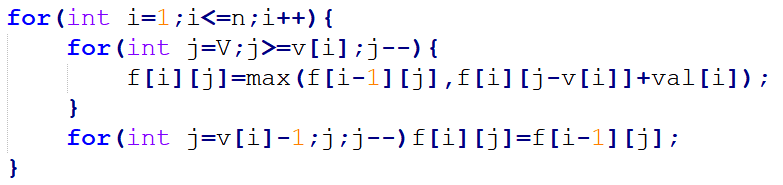 for(int i=1;i<=n;i++){
    for(int j=V;j>=v[i];j--){
        f[i][j]=max(f[i-1][j],f[i][j-v[i]]+val[i]);
    }
    for(int j=v[i]-1;j;j--)f[i][j]=f[i-1][j];
}